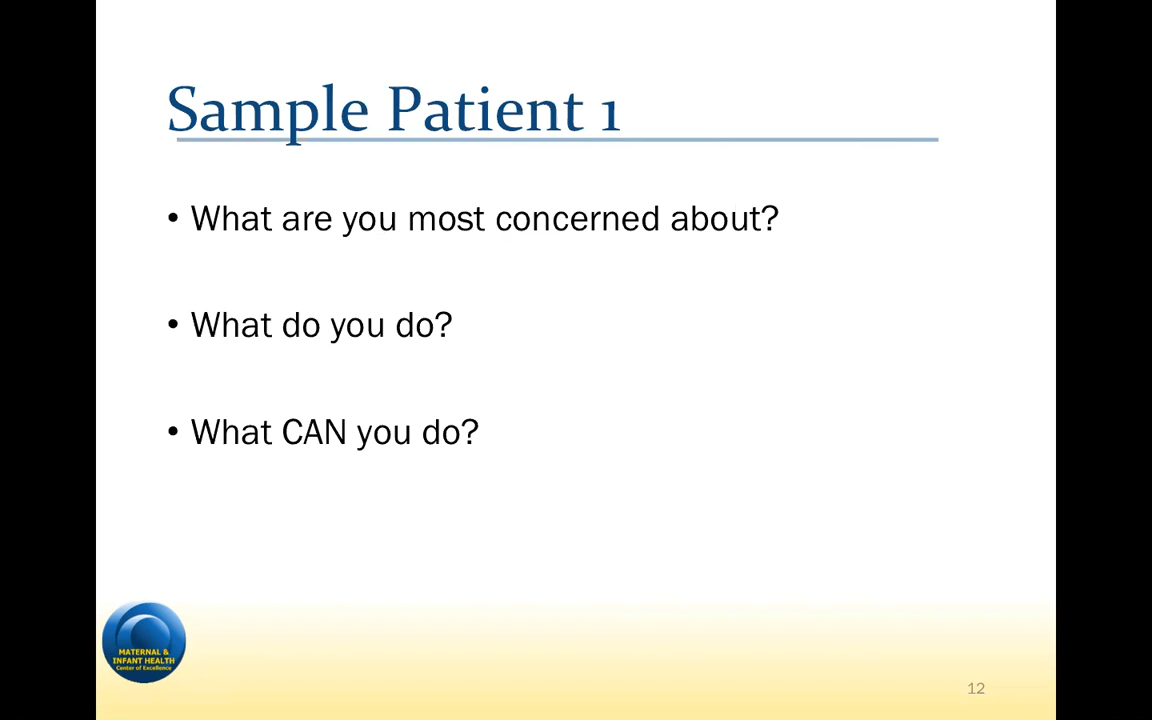 Sample Patient 1
• What are you most concerned about?
• What do you do?
• What CAN you do?
MATERNAL &
INFANT HEALTH
Center of Excellence
12